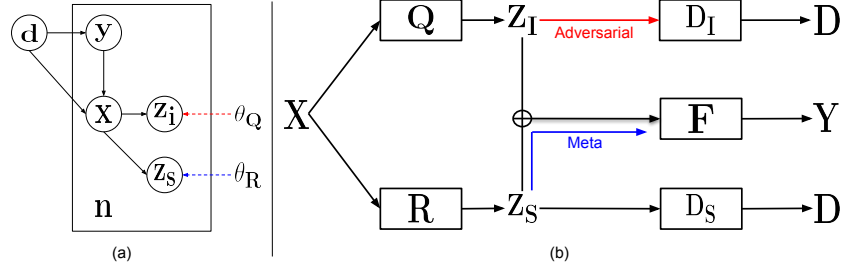 d
y
x
z_i
θ_Q
z_s
θ_R
n
(a)
X
Q
Z_I
Adversarial
D_I
D
F
Y
Meta
R
Z_S
D_S
D
(b)